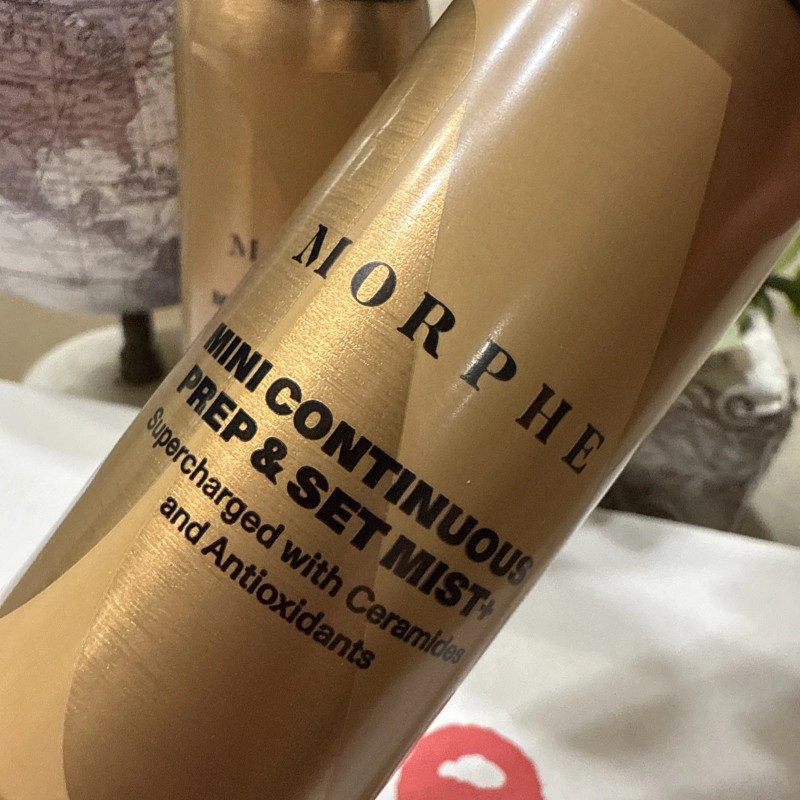 MORPHE
MINI CONTINUOUS
PREP & SET MIST+
Supercharged with Ceramides
and Antioxidants